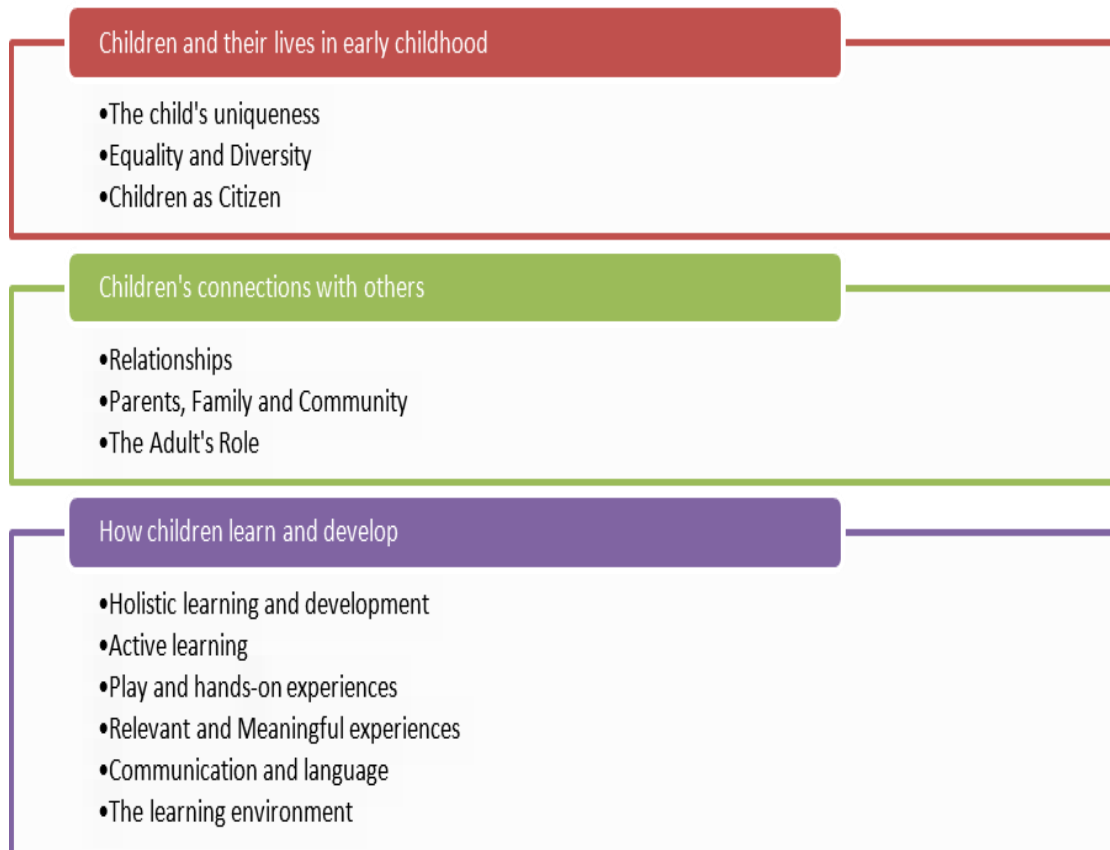 Children and their lives in early childhood
•The child's uniqueness
•Equality and Diversity
•Children as Citizen
Children's connections with others
•Relationships
•Parents, Family and Community
•The Adult's Role
How children learn and develop
•Holistic learning and development
•Active learning
•Play and hands-on experiences
•Relevant and Meaningful experiences
•Communication and language
•The learning environment